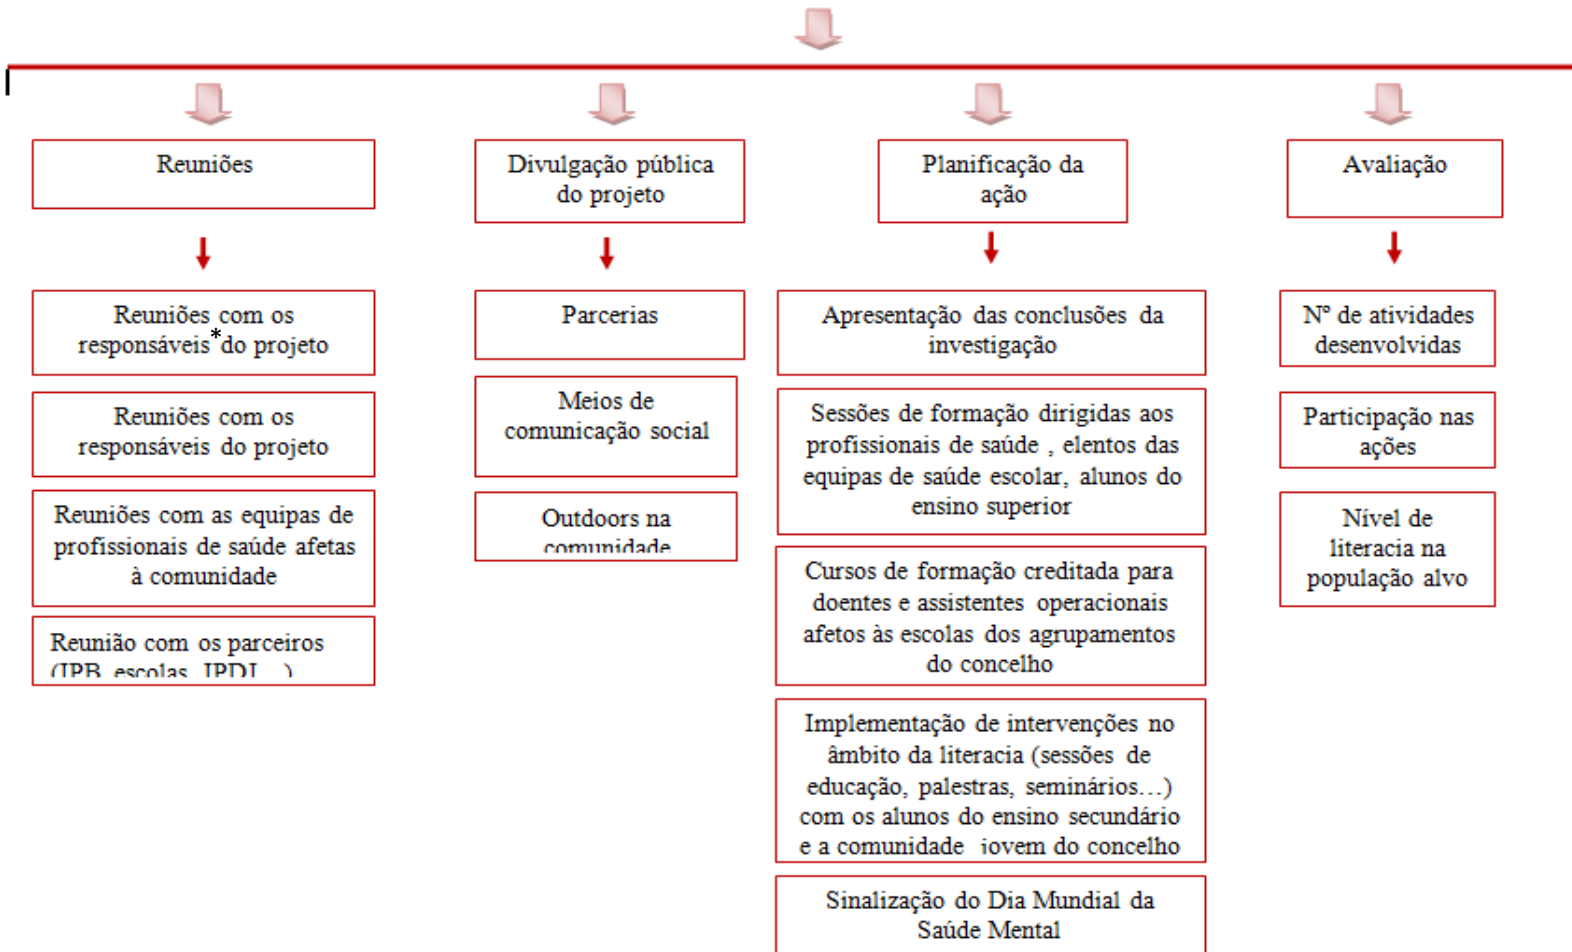 Reuniões
Reuniões com os
responsáveis*do projeto
Reuniões com os
responsáveis do projeto
Reuniões com as equipas de
profissionais de saúde afetas
à comunidade
Reunião com os parceiros
(IPB, escolas, IPDJ…)
Divulgação pública
do projeto
Parcerias
Meios de
comunicação social
Outdoors na
comunidade
Planificação da
ação
Apresentação das conclusões da
investigação
Sessões de formação dirigidas aos
profissionais de saúde , elentos das
equipas de saúde escolar, alunos do
ensino superior
Cursos de formação creditada para
doentes e assistentes operacionais
afetos às escolas dos agrupamentos
do concelho
Implementação de intervenções no
âmbito da literacia (sessões de
educação, palestras, seminários…)
com os alunos do ensino secundário
e a comunidade jovem do concelho
Sinalização do Dia Mundial da
Saúde Mental
Avaliação
Nº de atividades
desenvolvidas
Participação nas
ações
Nível de
literacia na
população alvo